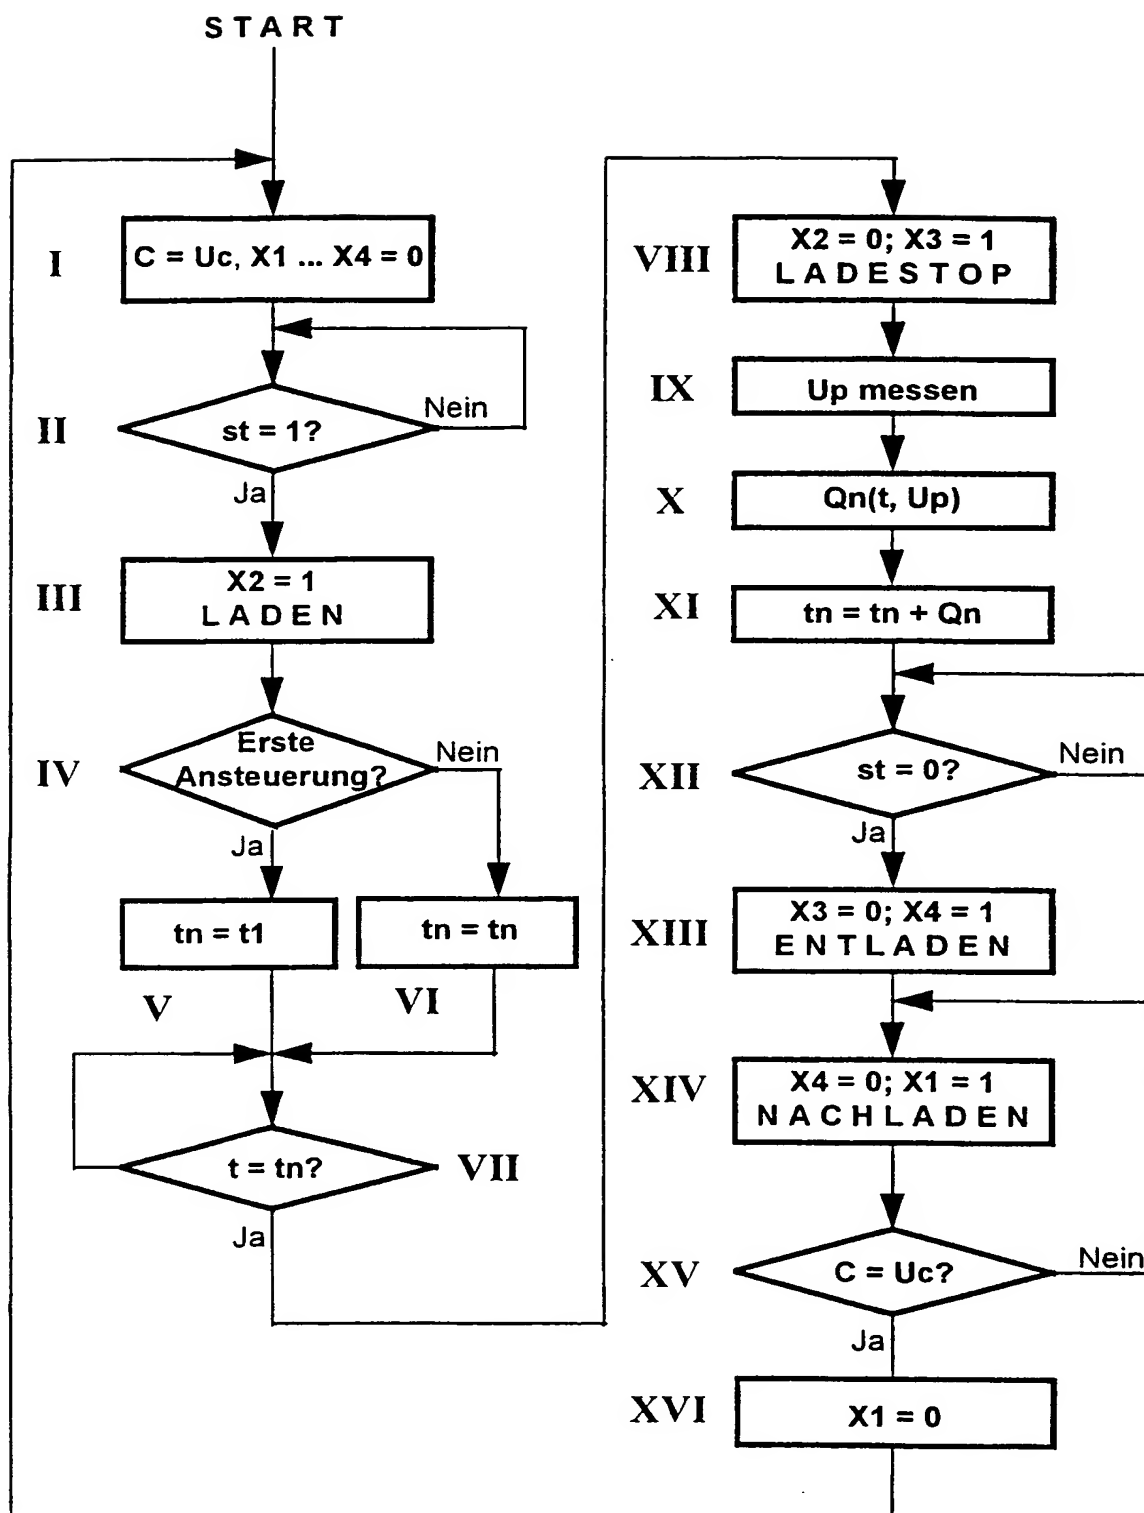 START
I
C = Uc, X1 ... X4 = 0
II
st = 1?
Nein
Ja
III
X2 = 1
LADEN
IV
Erste
Ansteuerung?
Nein
Ja
tn = t1
tn = tn
V
VI
t = tn?
VII
Ja
VIII
X2 = 0; X3 = 1
LADESTOP
IX
Up messen
X
Qn(t, Up)
XI
tn = tn + Qn
XII
st = 0?
Nein
Ja
XIII
X3 = 0; X4 = 1
ENTLADEN
XIV
X4 = 0; X1 = 1
NACHLADEN
XV
C = Uc?
Nein
Ja
XVI
X1 = 0